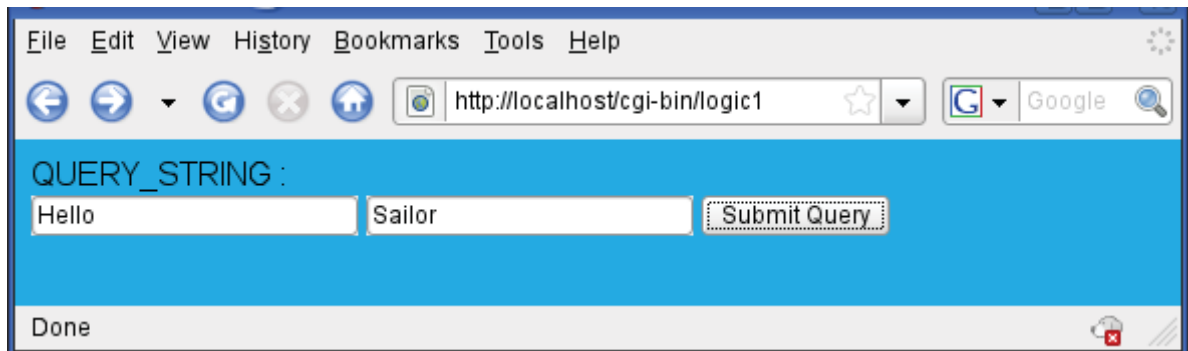 File Edit View History Bookmarks Tools Help
http://localhost/cgi-bin/logic1 G Google
QUERY_STRING :
Hello Sailor Submit Query
Done